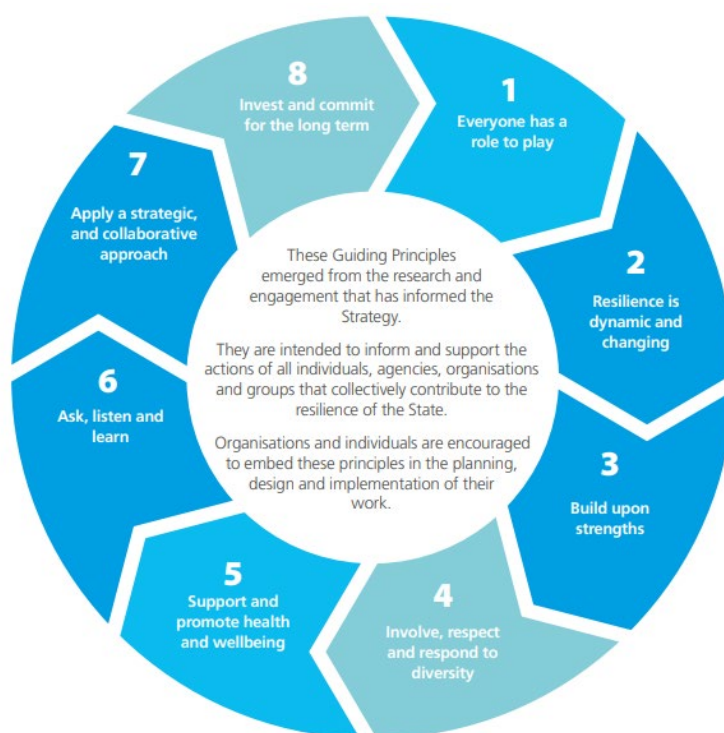 8
Invest and commit
for the long term
1
Everyone has a
role to play
7
Apply a strategic,
and collaborative
approach
2
Resilience is
dynamic and
changing
These Guiding Principles
emerged from the research and
engagement that has informed the
Strategy.
They are intended to inform and support the
actions of all individuals, agencies, organisations
and groups that collectively contribute to the
resilience of the State.
Organisations and individuals are encouraged
to embed these principles in the planning,
design and implementation of their
work.
6
Ask, listen and
learn
3
Build upon
strengths
5
Support and
promote health
and wellbeing
4
Involve, respect
and respond to
diversity